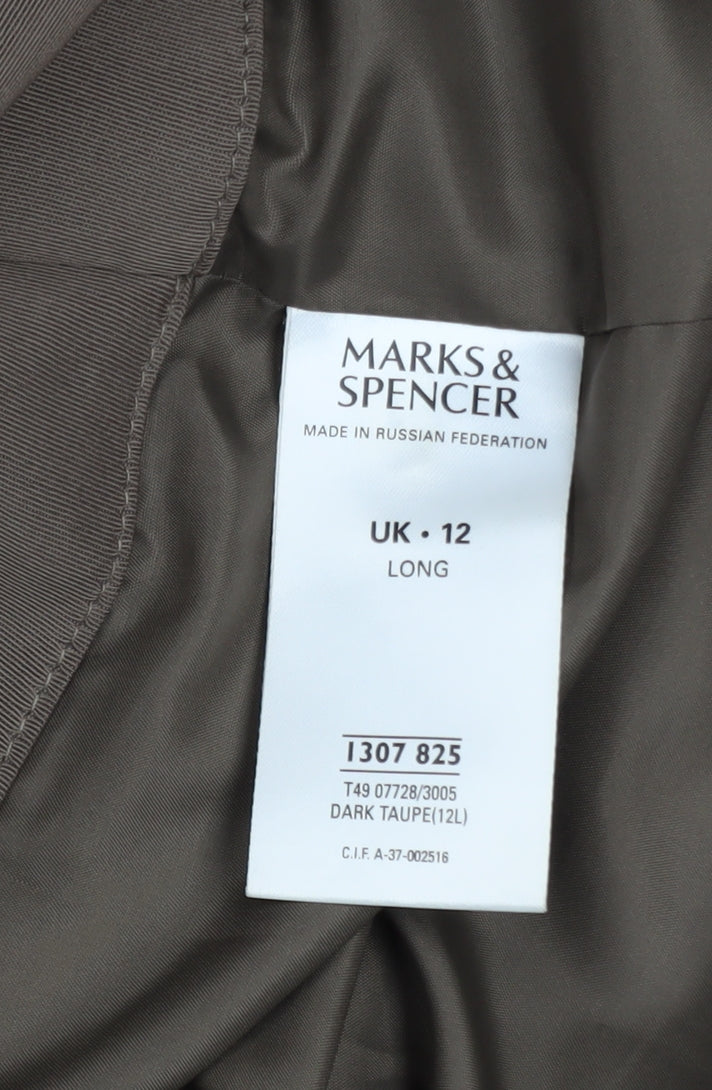 MARKS &
SPENCER
MADE IN RUSSIAN FEDERATION
UK • 12
LONG
1307 825
T49 07728/3005
DARK TAUPE(12L)
C.I.F. A-37-002516